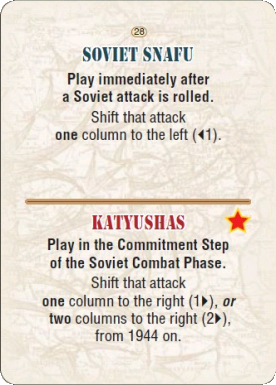 28
SOVIET SNAFU
Play immediately after
a Soviet attack is rolled.
Shift that attack
one column to the left (◀1).
KATYUSHAS
Play in the Commitment Step
of the Soviet Combat Phase.
Shift that attack
one column to the right (1▶), or
two columns to the right (2▶),
from 1944 on.